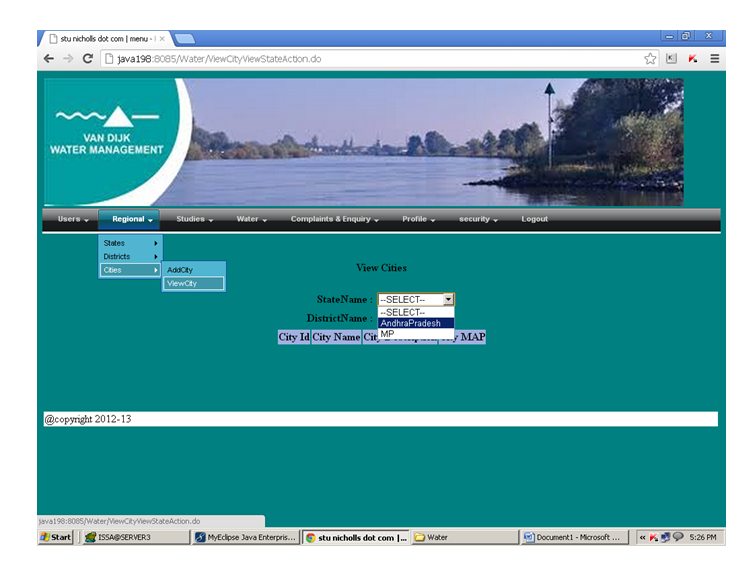 stu nicholls dot com | menu - I
java198:8085/Water/ViewCityViewStateAction.do
VAN DIJK
WATER MANAGEMENT
Users Regional Studies Water Complaints & Enquiry Profile security Logout
States
Districts
Cities AddCity
ViewCity
View Cities
StateName : --SELECT--
--SELECT--
DistrictName :
AndhraPradesh
MP
City Id City Name City MAP
@copyright 2012-13
java198:8085/Water/ViewCityViewStateAction.do
Start ISSA@SERVER3 MyEclipse Java Enterpris... stu nicholls dot com |... Water Document1 - Microsoft ... 5:26 PM